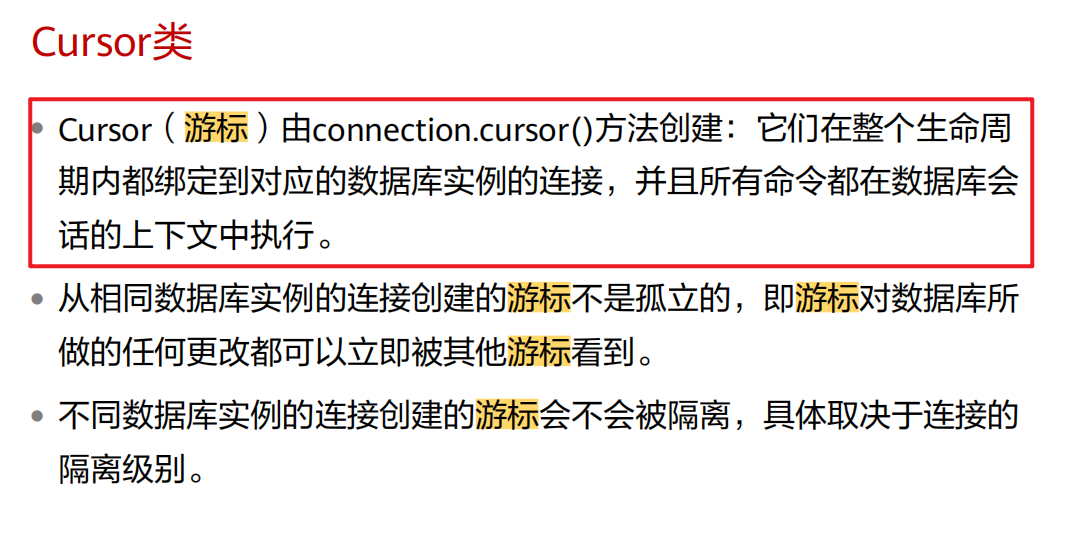 Cursor类
• Cursor（游标）由connection.cursor()方法创建：它们在整个生命周
期内都绑定到对应的数据库实例的连接，并且所有命令都在数据库会
话的上下文中执行。
• 从相同数据库实例的连接创建的游标不是孤立的，即游标对数据库所
做的任何更改都可以立即被其他游标看到。
• 不同数据库实例的连接创建的游标会不会被隔离，具体取决于连接的
隔离级别。